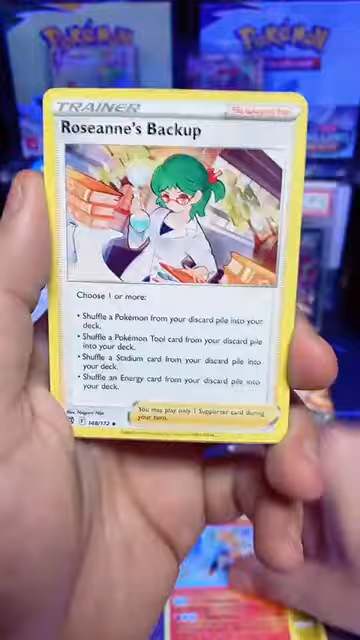 Pokémon
Pokémon
TRAINER
Roseanne's Backup
Choose 1 or more:
• Shuffle a Pokémon from your discard pile into your
deck.
• Shuffle a Pokémon Tool card from your discard pile
into your deck.
• Shuffle a Stadium card from your discard pile
into your deck.
• Shuffle an Energy card from your discard pile into
your deck.
You may play only 1 Supporter card during
your turn.
Illus. Nagomi Nijo
F 148/172